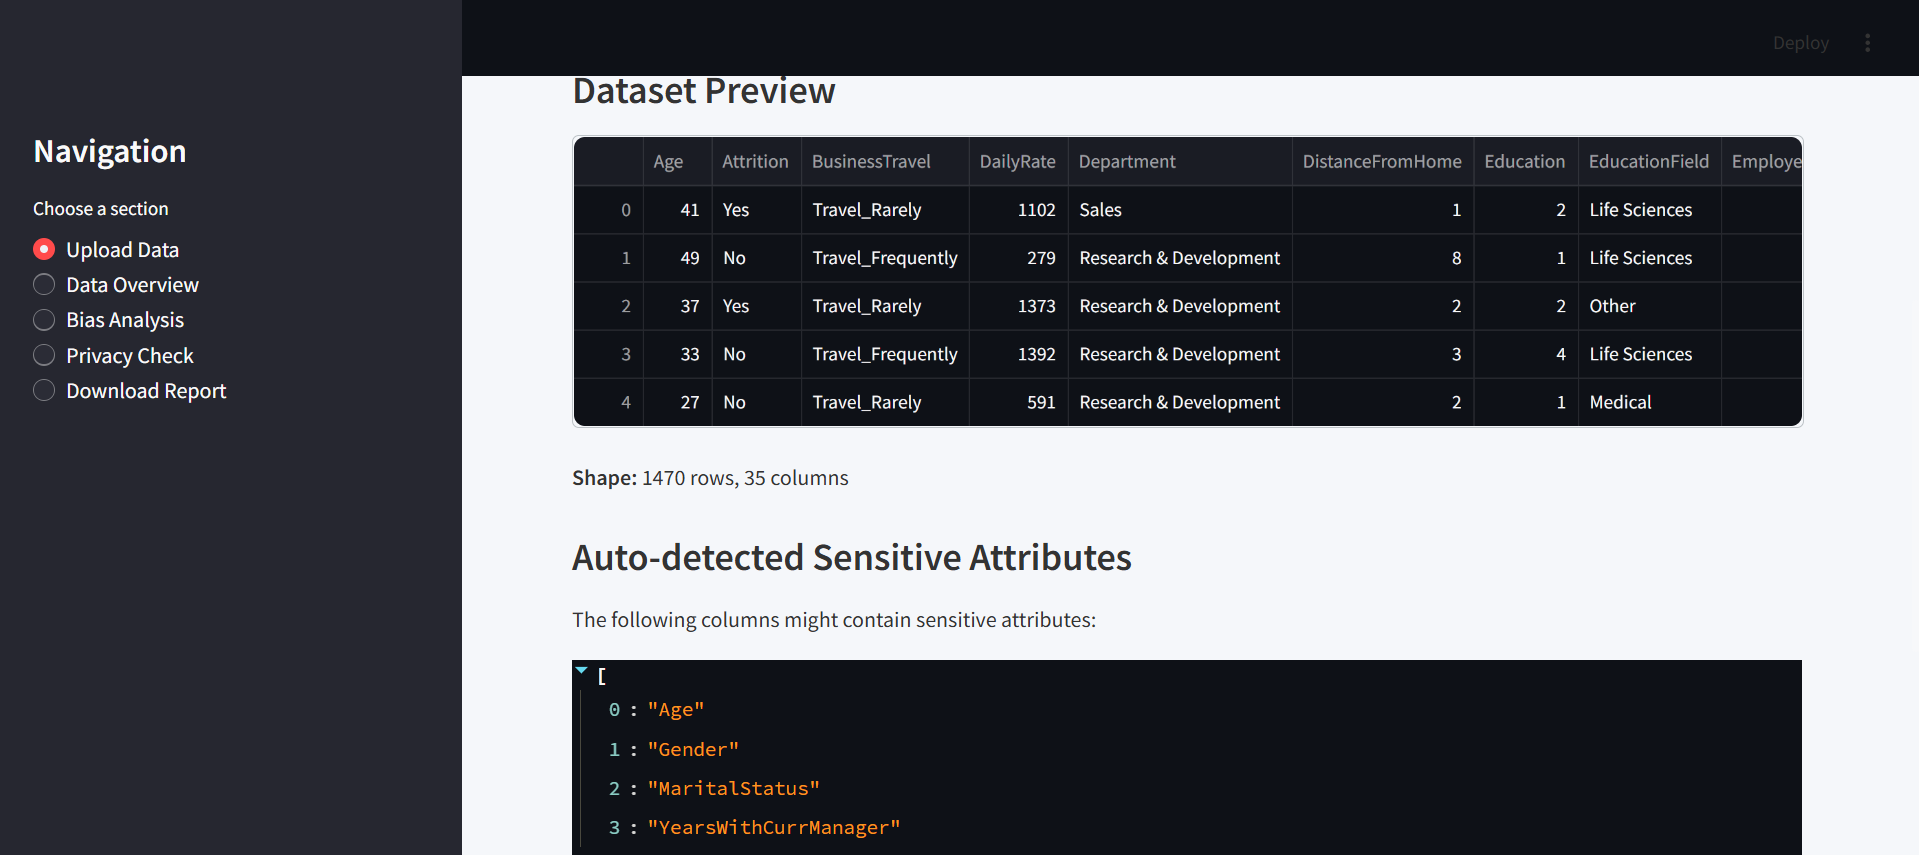 Deploy
Navigation
Choose a section
Upload Data
Data Overview
Bias Analysis
Privacy Check
Download Report
Dataset Preview
Age Attrition BusinessTravel DailyRate Department DistanceFromHome Education EducationField Employe
0 41 Yes Travel_Rarely 1102 Sales 1 2 Life Sciences
1 49 No Travel_Frequently 279 Research & Development 8 1 Life Sciences
2 37 Yes Travel_Rarely 1373 Research & Development 2 2 Other
3 33 No Travel_Frequently 1392 Research & Development 3 4 Life Sciences
4 27 No Travel_Rarely 591 Research & Development 2 1 Medical
Shape: 1470 rows, 35 columns
Auto-detected Sensitive Attributes
The following columns might contain sensitive attributes:
[
0 : "Age"
1 : "Gender"
2 : "MaritalStatus"
3 : "YearsWithCurrManager"